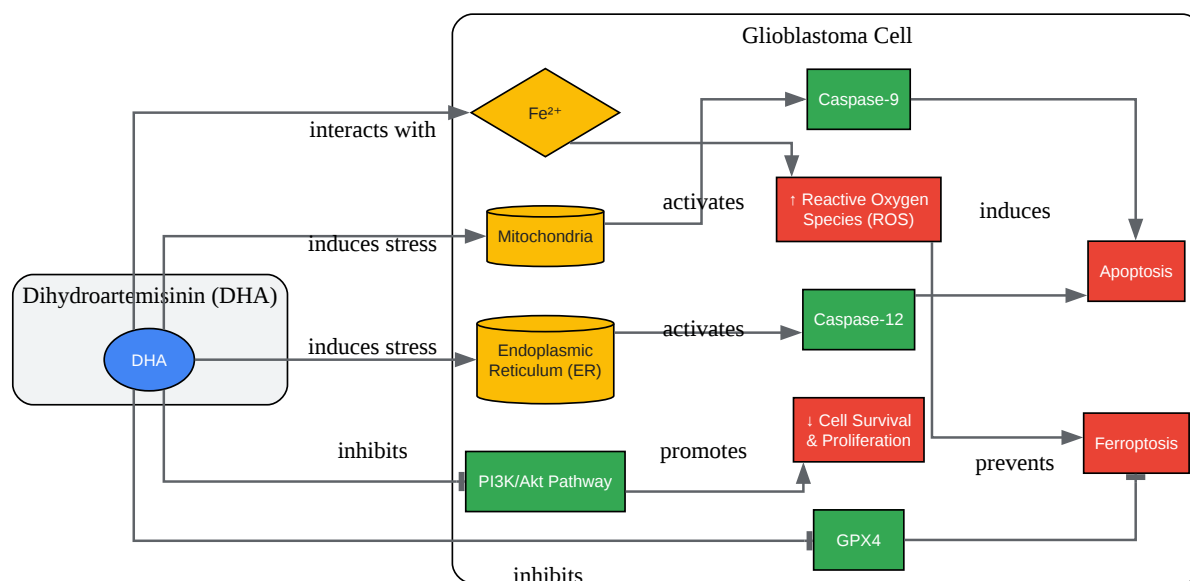 Glioblastoma Cell
Caspase-9
Fe²⁺
interacts with
↑ Reactive Oxygen
Species (ROS)
activates
induces
Mitochondria
induces stress
Apoptosis
Dihydroartemisinin (DHA)
Caspase-12
activates
induces stress
Endoplasmic
Reticulum (ER)
DHA
↓ Cell Survival
& Proliferation
Ferroptosis
inhibits
promotes
prevents
PI3K/Akt Pathway
GPX4
inhibits